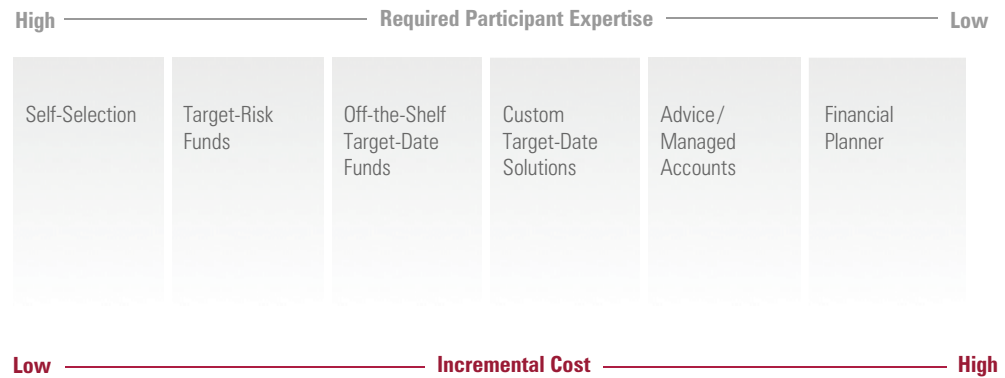 High Required Participant Expertise Low
Self-Selection
Target-Risk
Funds
Off-the-Shelf
Target-Date
Funds
Custom
Target-Date
Solutions
Advice/
Managed
Accounts
Financial
Planner
Low Incremental Cost High